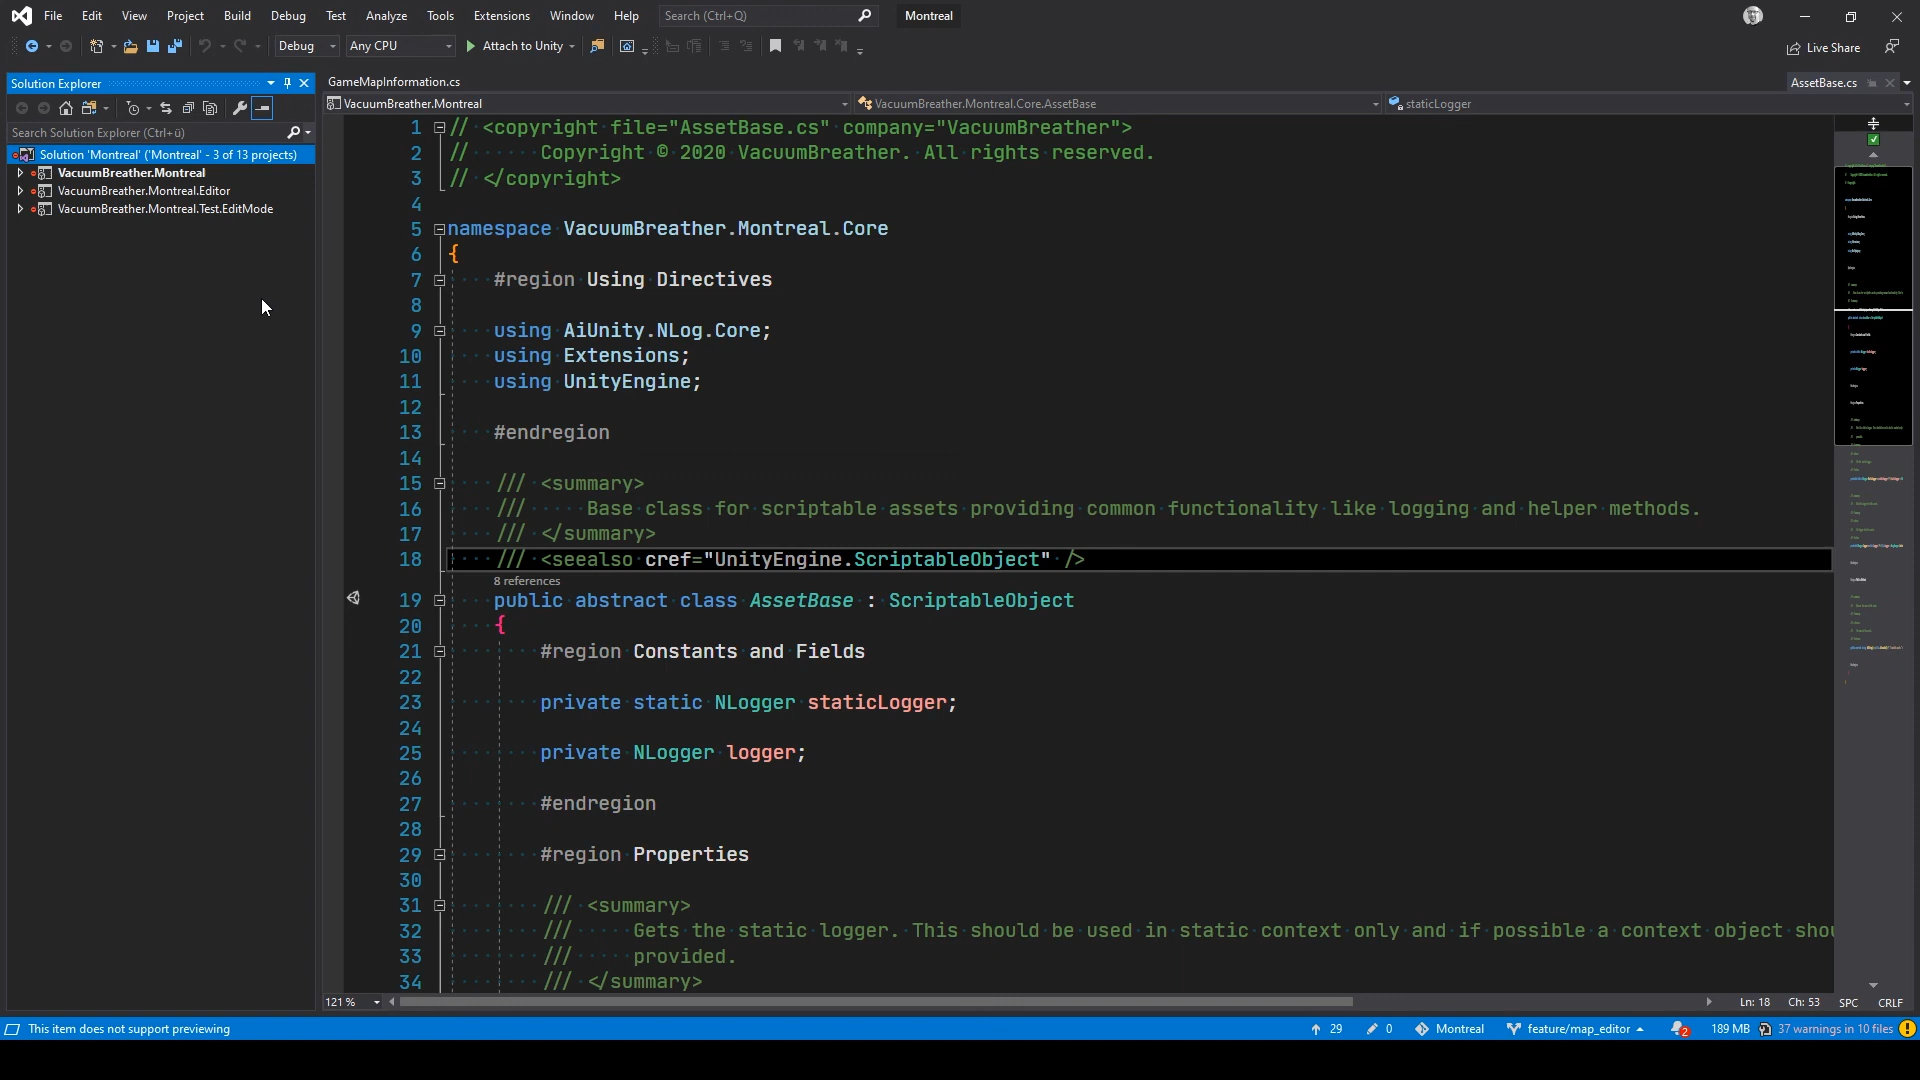 File Edit View Project Build Debug Test Analyze Tools Extensions Window Help Search (Ctrl+Q) Montreal
Debug Any CPU Attach to Unity Live Share
Solution Explorer
Search Solution Explorer (Ctrl+ü)
Solution 'Montreal' ('Montreal' - 3 of 13 projects)
VacuumBreather.Montreal
VacuumBreather.Montreal.Editor
VacuumBreather.Montreal.Test.EditMode
GameMapInformation.cs AssetBase.cs
VacuumBreather.Montreal VacuumBreather.Montreal.Core.AssetBase staticLogger
1 // <copyright file="AssetBase.cs" company="VacuumBreather">
2 // Copyright © 2020 VacuumBreather. All rights reserved.
3 // </copyright>
4
5 namespace VacuumBreather.Montreal.Core
6 {
7 #region Using Directives
8
9 using AiUnity.NLog.Core;
10 using Extensions;
11 using UnityEngine;
12
13 #endregion
14
15 /// <summary>
16 /// Base class for scriptable assets providing common functionality like logging and helper methods.
17 /// </summary>
18 /// <seealso cref="UnityEngine.ScriptableObject" />
8 references
19 public abstract class AssetBase : ScriptableObject
20 {
21 #region Constants and Fields
22
23 private static NLogger staticLogger;
24
25 private NLogger logger;
26
27 #endregion
28
29 #region Properties
30
31 /// <summary>
32 /// Gets the static logger. This should be used in static context only and if possible a context object shou
33 /// provided.
34 /// </summary>
121 % Ln: 18 Ch: 53 SPC CRLF
This item does not support previewing 29 0 Montreal feature/map_editor 2 189 MB 37 warnings in 10 files